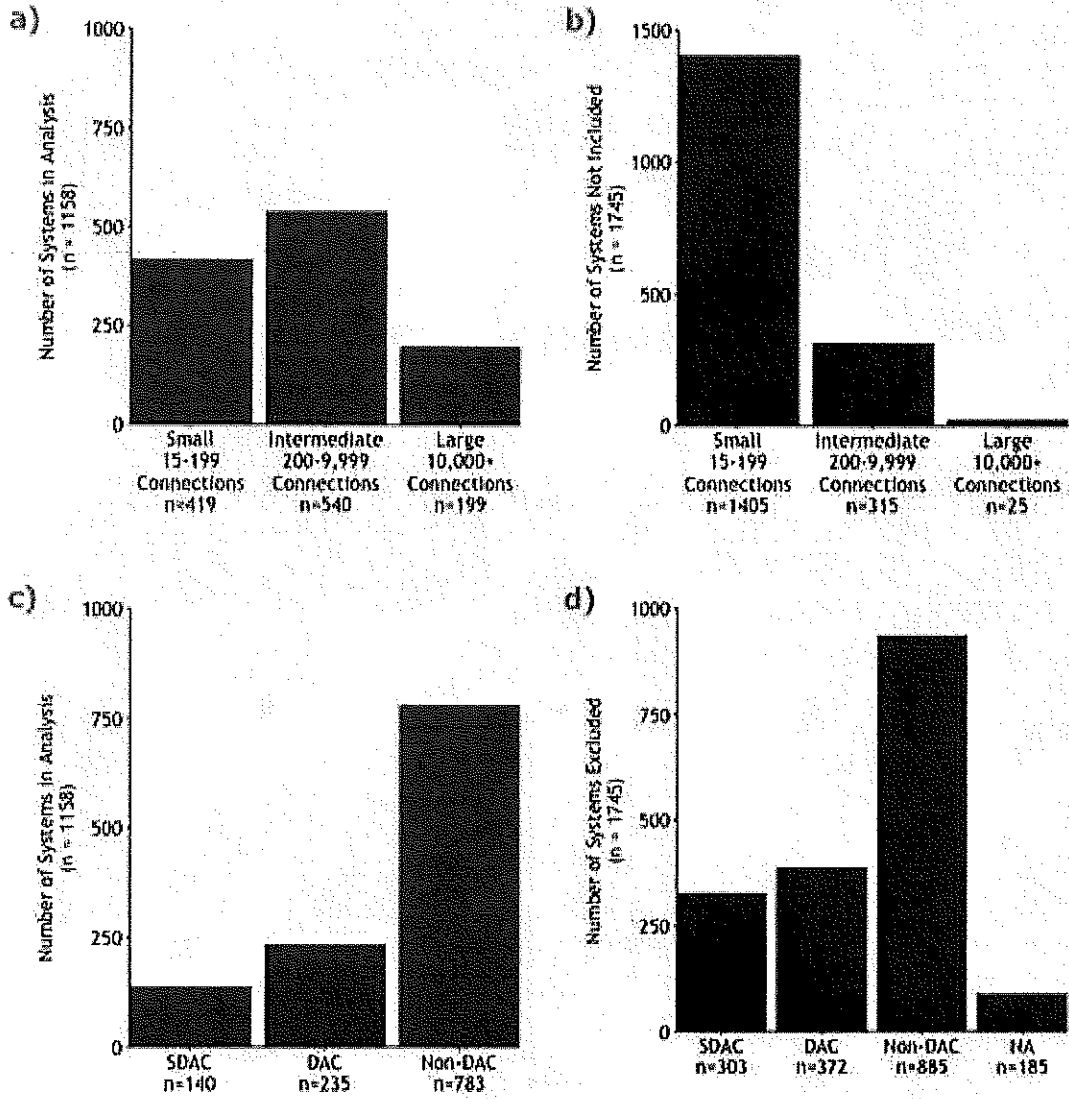 a)
Number of Systems in Analysis
(n = 1158)
1000
750
500
250
0
Small
15-199
Connections
n=419
Intermediate
200-9,999
Connections
n=540
Large
10,000+
Connections
n=199
b)
Number of Systems Not Included
(n = 1745)
1500
1000
500
0
Small
15-199
Connections
n=1405
Intermediate
200-9,999
Connections
n=315
Large
10,000+
Connections
n=25
c)
Number of Systems in Analysis
(n = 1158)
1000
750
500
250
0
SDAC
n=140
DAC
n=235
Non-DAC
n=783
d)
Number of Systems Excluded
(n = 1745)
1000
750
500
250
0
SDAC
n=303
DAC
n=372
Non-DAC
n=885
NA
n=185